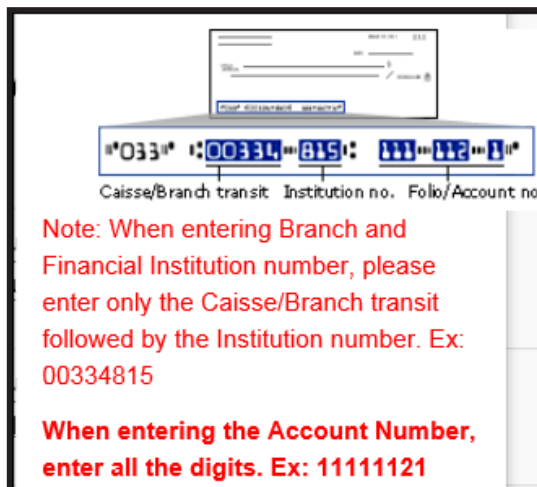 ⑈033⑈ ⑆00334⑉815⑆ 111⑉112⑉1⑈
Caisse/Branch transit Institution no. Folio/Account no
Note: When entering Branch and
Financial Institution number, please
enter only the Caisse/Branch transit
followed by the Institution number. Ex:
00334815
When entering the Account Number,
enter all the digits. Ex: 11111121